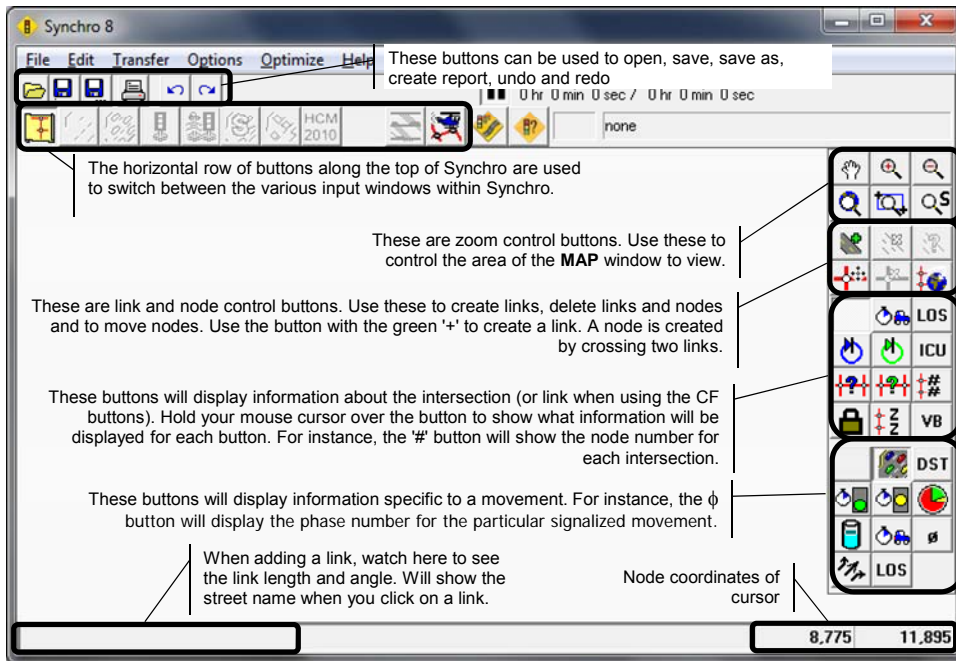 Synchro 8
File Edit Transfer Options Optimize Help
These buttons can be used to open, save, save as,
create report, undo and redo
0 hr 0 min 0 sec / 0 hr 0 min 0 sec
HCM
2010
none
The horizontal row of buttons along the top of Synchro are used
to switch between the various input windows within Synchro.
S
These are zoom control buttons. Use these to
control the area of the MAP window to view.
These are link and node control buttons. Use these to create links, delete links and nodes
and to move nodes. Use the button with the green '+' to create a link. A node is created
by crossing two links.
LOS
ICU
These buttons will display information about the intersection (or link when using the CF
buttons). Hold your mouse cursor over the button to show what information will be
displayed for each button. For instance, the '#' button will show the node number for
each intersection.
? ? # #
Z Z VB
DST
These buttons will display information specific to a movement. For instance, the ϕ
button will display the phase number for the particular signalized movement.
ø
LOS
When adding a link, watch here to see
the link length and angle. Will show the
street name when you click on a link.
Node coordinates of
cursor
8,775 11,895